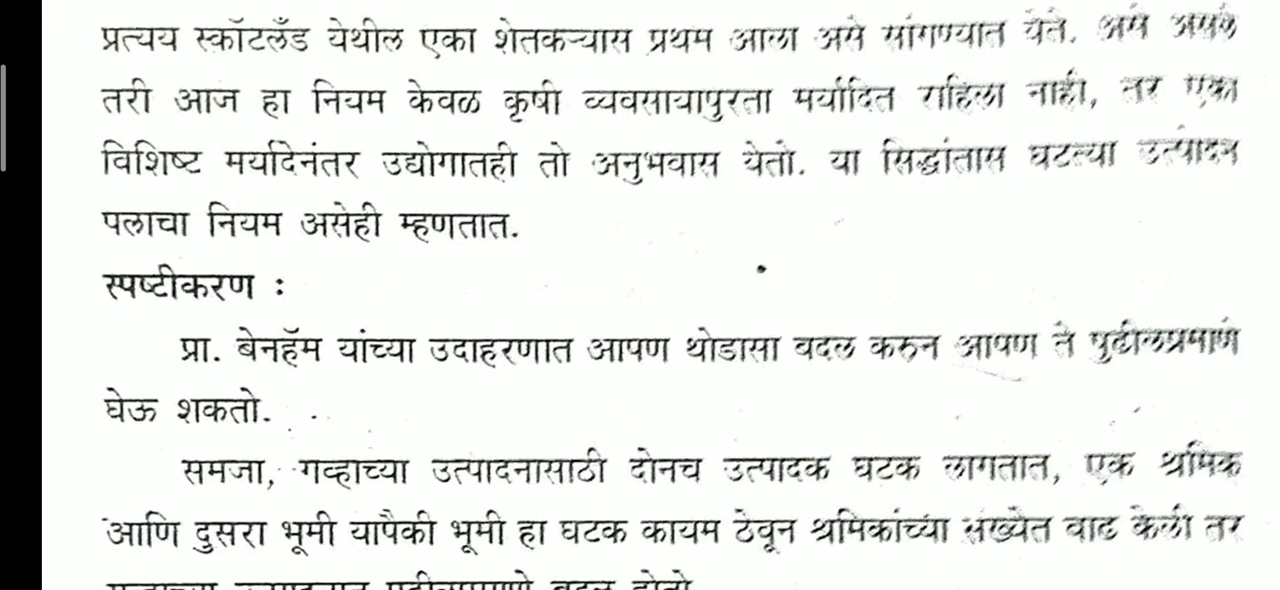 प्रत्यय स्कॉटलँड येथील एका शेतकऱ्यास प्रथम आला असे सांगण्यात येते. असे असले
तरी आज हा नियम केवळ कृषी व्यवसायापुरता मर्यादित राहिला नाही, तर एका
विशिष्ट मर्यादेनंतर उद्योगातही तो अनुभवास येतो. या सिद्धांतास घटत्या उत्पादन
पलाचा नियम असेही म्हणतात.
स्पष्टीकरण :
प्रा. बेनहॅम यांच्या उदाहरणात आपण थोडासा बदल करुन आपण ते पुढीलप्रमाणे
घेऊ शकतो.
समजा, गव्हाच्या उत्पादनासाठी दोनच उत्पादक घटक लागतात, एक श्रमिक
आणि दुसरा भूमी यापैकी भूमी हा घटक कायम ठेवून श्रमिकांच्या संख्येत वाढ केली तर